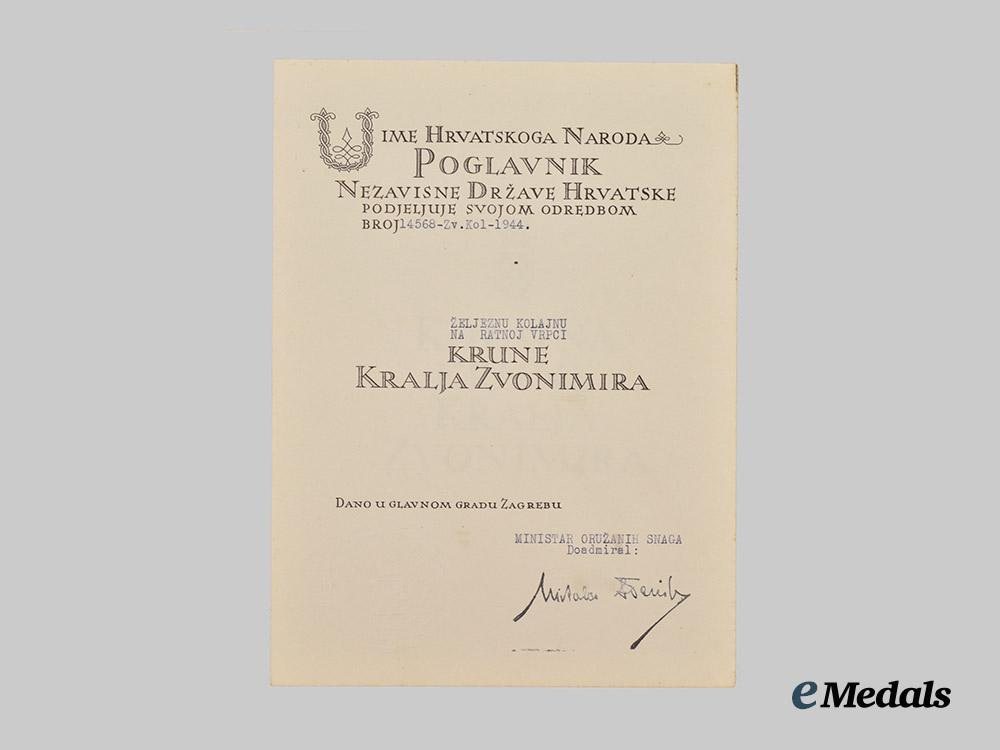 U IME HRVATSKOGA NARODA
POGLAVNIK
NEZAVISNE DRŽAVE HRVATSKE
PODJELJUJE SVOJOM ODREDBOM
BROJ 14568-Zv.Kol-1944.
ŽELJEZNU KOLAJNU
NA RATNOJ VRPCI
KRUNE
KRALJA ZVONIMIRA
DANO U GLAVNOM GRADU ZAGREBU
MINISTAR ORUŽANIH SNAGA
Doadmiral:
eMedals